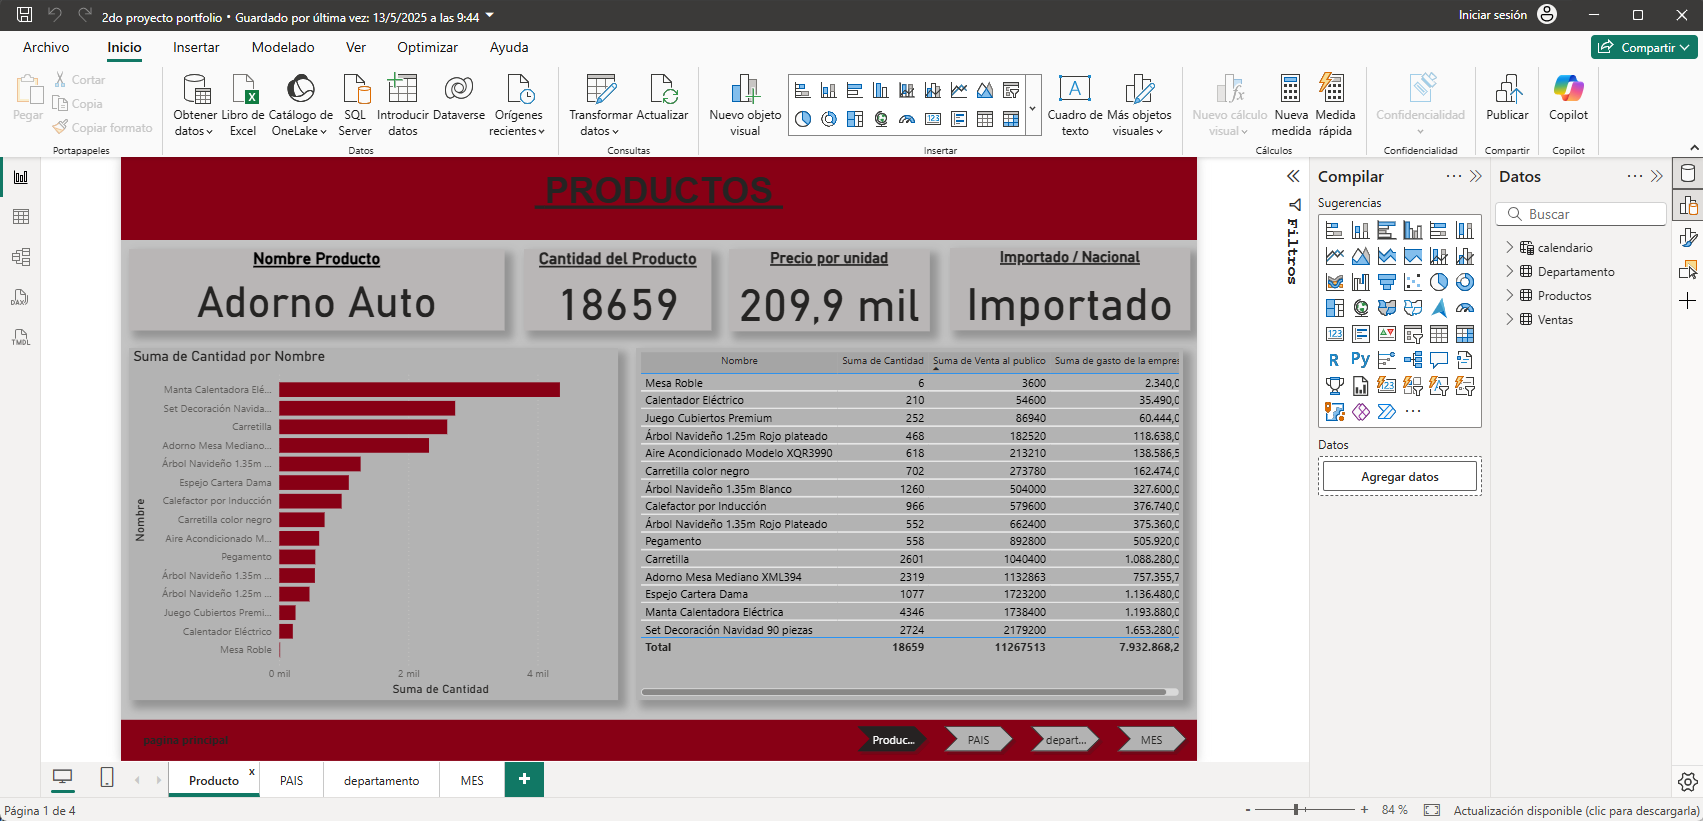 2do proyecto portfolio • Guardado por última vez: 13/5/2025 a las 9:44
Iniciar sesión
Archivo
Inicio
Insertar
Modelado
Ver
Optimizar
Ayuda
Compartir
Pegar
Cortar
Copia
Copiar formato
Portapapeles
Obtener datos
Libro de Excel
Catálogo de OneLake
SQL Server
Introducir datos
Dataverse
Orígenes recientes
Datos
Transformar datos
Actualizar
Consultas
Nuevo objeto visual
Cuadro de texto
Más objetos visuales
Insertar
Nuevo cálculo visual
Nueva medida
Medida rápida
Cálculos
Confidencialidad
Confidencialidad
Publicar
Compartir
Copilot
Copilot
PRODUCTOS
Nombre Producto
Adorno Auto
Cantidad del Producto
18659
Precio por unidad
209,9 mil
Importado / Nacional
Importado
Suma de Cantidad por Nombre
Nombre
Manta Calentadora Elé...
Set Decoración Navida...
Carretilla
Adorno Mesa Mediano...
Árbol Navideño 1.35m ...
Espejo Cartera Dama
Calefactor por Inducción
Carretilla color negro
Aire Acondicionado M...
Pegamento
Árbol Navideño 1.35m ...
Árbol Navideño 1.25m ...
Juego Cubiertos Premi...
Calentador Eléctrico
Mesa Roble
0 mil 2 mil 4 mil
Suma de Cantidad
Nombre Suma de Cantidad Suma de Venta al publico Suma de gasto de la empres
Mesa Roble 6 3600 2.340,0
Calentador Eléctrico 210 54600 35.490,0
Juego Cubiertos Premium 252 86940 60.444,0
Árbol Navideño 1.25m Rojo plateado 468 182520 118.638,0
Aire Acondicionado Modelo XQR3990 618 213210 138.586,5
Carretilla color negro 702 273780 162.474,0
Árbol Navideño 1.35m Blanco 1260 504000 327.600,0
Calefactor por Inducción 966 579600 376.740,0
Árbol Navideño 1.35m Rojo Plateado 552 662400 375.360,0
Pegamento 558 892800 505.920,0
Carretilla 2601 1040400 1.088.280,0
Adorno Mesa Mediano XML394 2319 1132863 757.355,7
Espejo Cartera Dama 1077 1723200 1.136.480,0
Manta Calentadora Eléctrica 4346 1738400 1.193.880,0
Set Decoración Navidad 90 piezas 2724 2179200 1.653.280,0
Total 18659 11267513 7.932.868,2
pagina principal
Produc...
PAIS
depart...
MES
Filtros
Compilar
Sugerencias
R
Py
123
Datos
Agregar datos
Datos
Buscar
calendario
Departamento
Productos
Ventas
DAX
TMDL
Producto x
PAIS
departamento
MES
+
Página 1 de 4
- + 84 %
Actualización disponible (clic para descargarla)